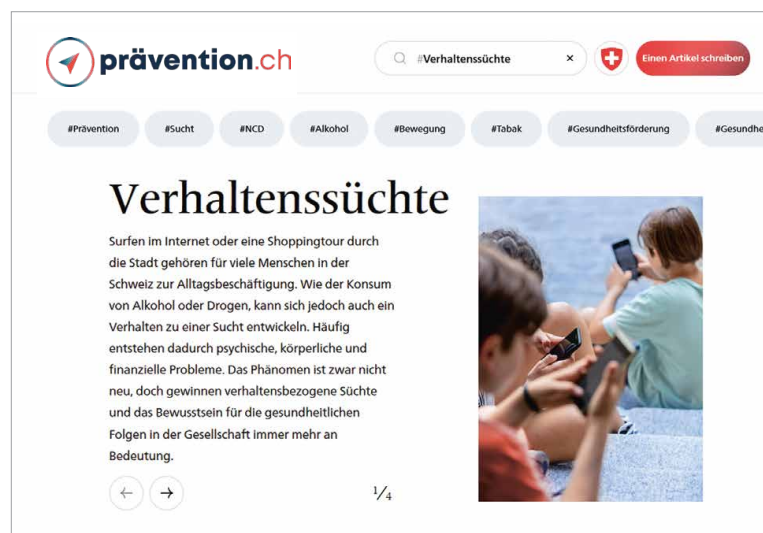 prävention.ch
#Verhaltenssüchte
×
Einen Artikel schreiben
#Prävention #Sucht #NCD #Alkohol #Bewegung #Tabak #Gesundheitsförderung #Gesundhe
Verhaltenssüchte
Surfen im Internet oder eine Shoppingtour durch
die Stadt gehören für viele Menschen in der
Schweiz zur Alltagsbeschäftigung. Wie der Konsum
von Alkohol oder Drogen, kann sich jedoch auch ein
Verhalten zu einer Sucht entwickeln. Häufig
entstehen dadurch psychische, körperliche und
finanzielle Probleme. Das Phänomen ist zwar nicht
neu, doch gewinnen verhaltensbezogene Süchte
und das Bewusstsein für die gesundheitlichen
Folgen in der Gesellschaft immer mehr an
Bedeutung.
← → 1/4